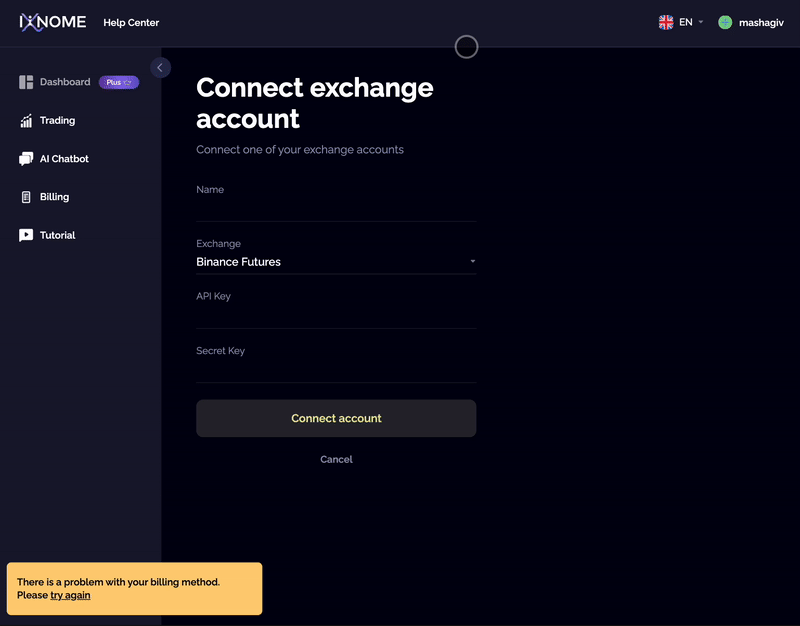 IXNOME
Help Center
EN
mashagiv
Dashboard
Plus
Trading
AI Chatbot
Billing
Tutorial
Connect exchange
account
Connect one of your exchange accounts
Name
Exchange
Binance Futures
API Key
Secret Key
Connect account
Cancel
There is a problem with your billing method.
Please try again